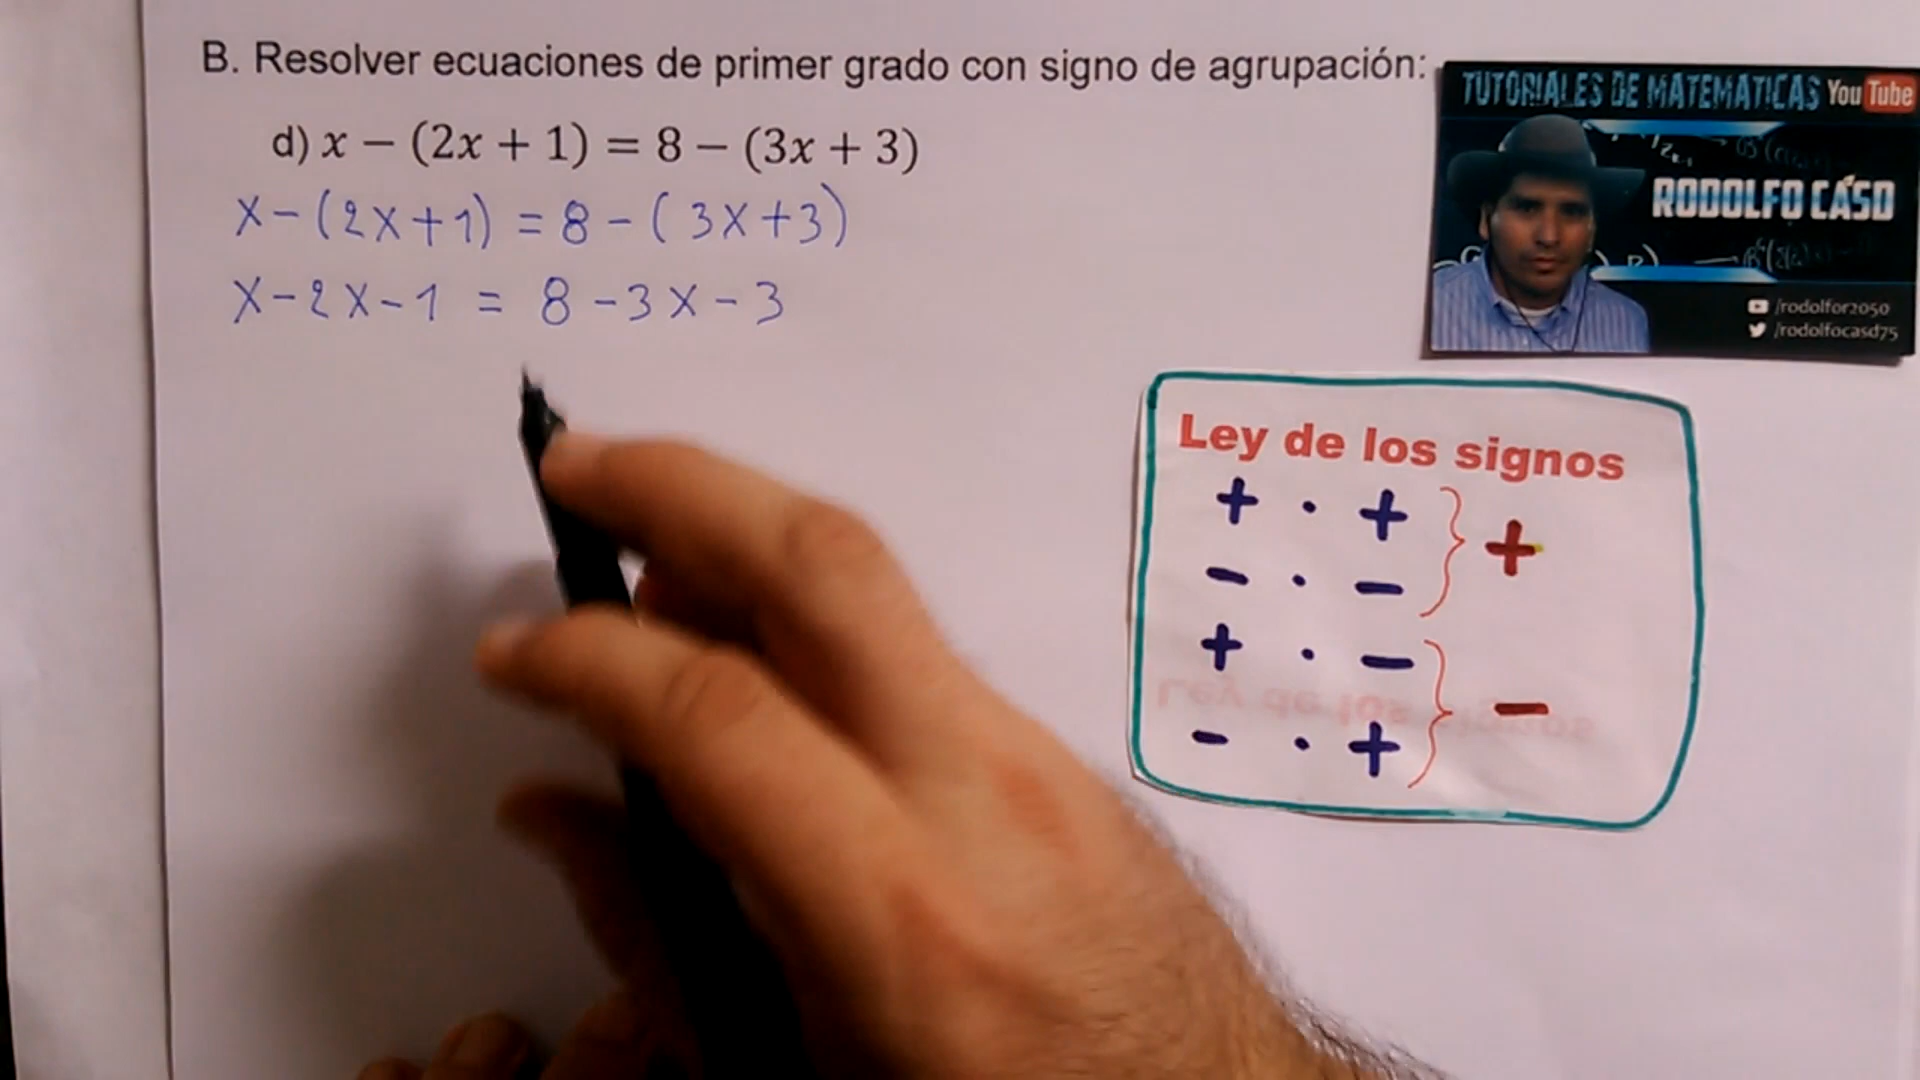 B. Resolver ecuaciones de primer grado con signo de agrupación:
d) x − (2x + 1) = 8 − (3x + 3)
x-(2x+1) = 8-(3x+3)
x-2x-1 = 8-3x-3
TUTORIALES DE MATEMATICAS YouTube
RODOLFO CASO
/rodolfor2050
/rodolfocasd75
Ley de los signos
+ · + } +
- · -
+ · - } -
- · +